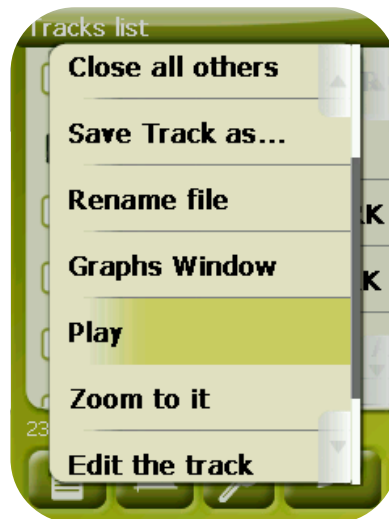 Tracks list
Close all others
Save Track as...
Rename file
RK
Graphs Window
K
Play
Zoom to it
23
Edit the track